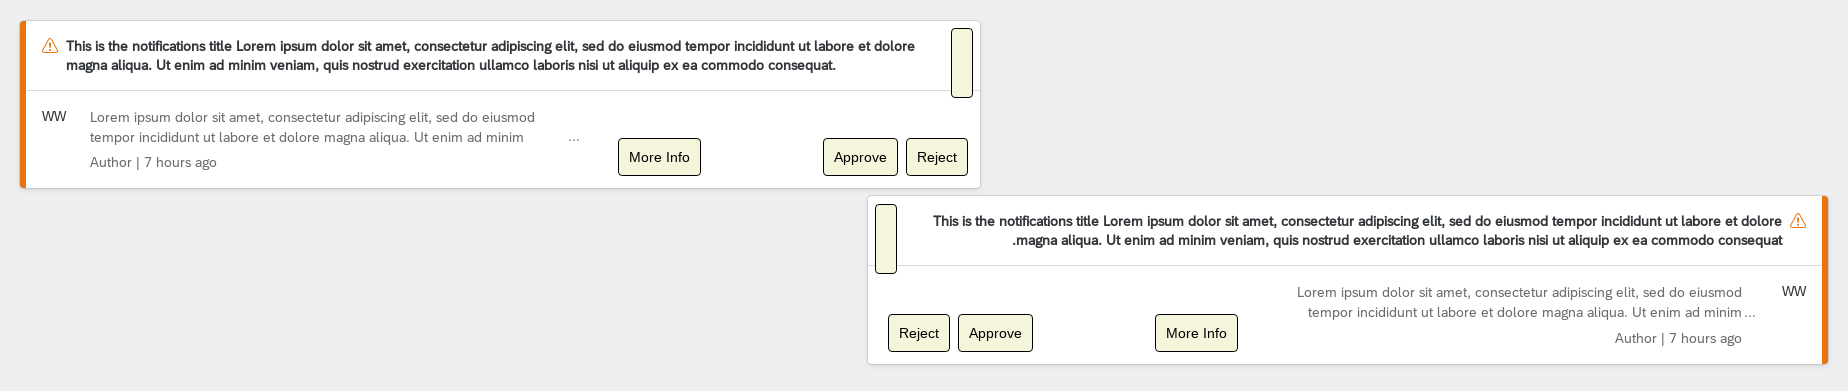 This is the notifications title Lorem ipsum dolor sit amet, consectetur adipiscing elit, sed do eiusmod tempor incididunt ut labore et dolore
magna aliqua. Ut enim ad minim veniam, quis nostrud exercitation ullamco laboris nisi ut aliquip ex ea commodo consequat.
WW
Lorem ipsum dolor sit amet, consectetur adipiscing elit, sed do eiusmod
tempor incididunt ut labore et dolore magna aliqua. Ut enim ad minim ...
Author | 7 hours ago
More Info
Approve
Reject
This is the notifications title Lorem ipsum dolor sit amet, consectetur adipiscing elit, sed do eiusmod tempor incididunt ut labore et dolore
.magna aliqua. Ut enim ad minim veniam, quis nostrud exercitation ullamco laboris nisi ut aliquip ex ea commodo consequat
WW
Lorem ipsum dolor sit amet, consectetur adipiscing elit, sed do eiusmod
tempor incididunt ut labore et dolore magna aliqua. Ut enim ad minim ...
Author | 7 hours ago
Reject
Approve
More Info